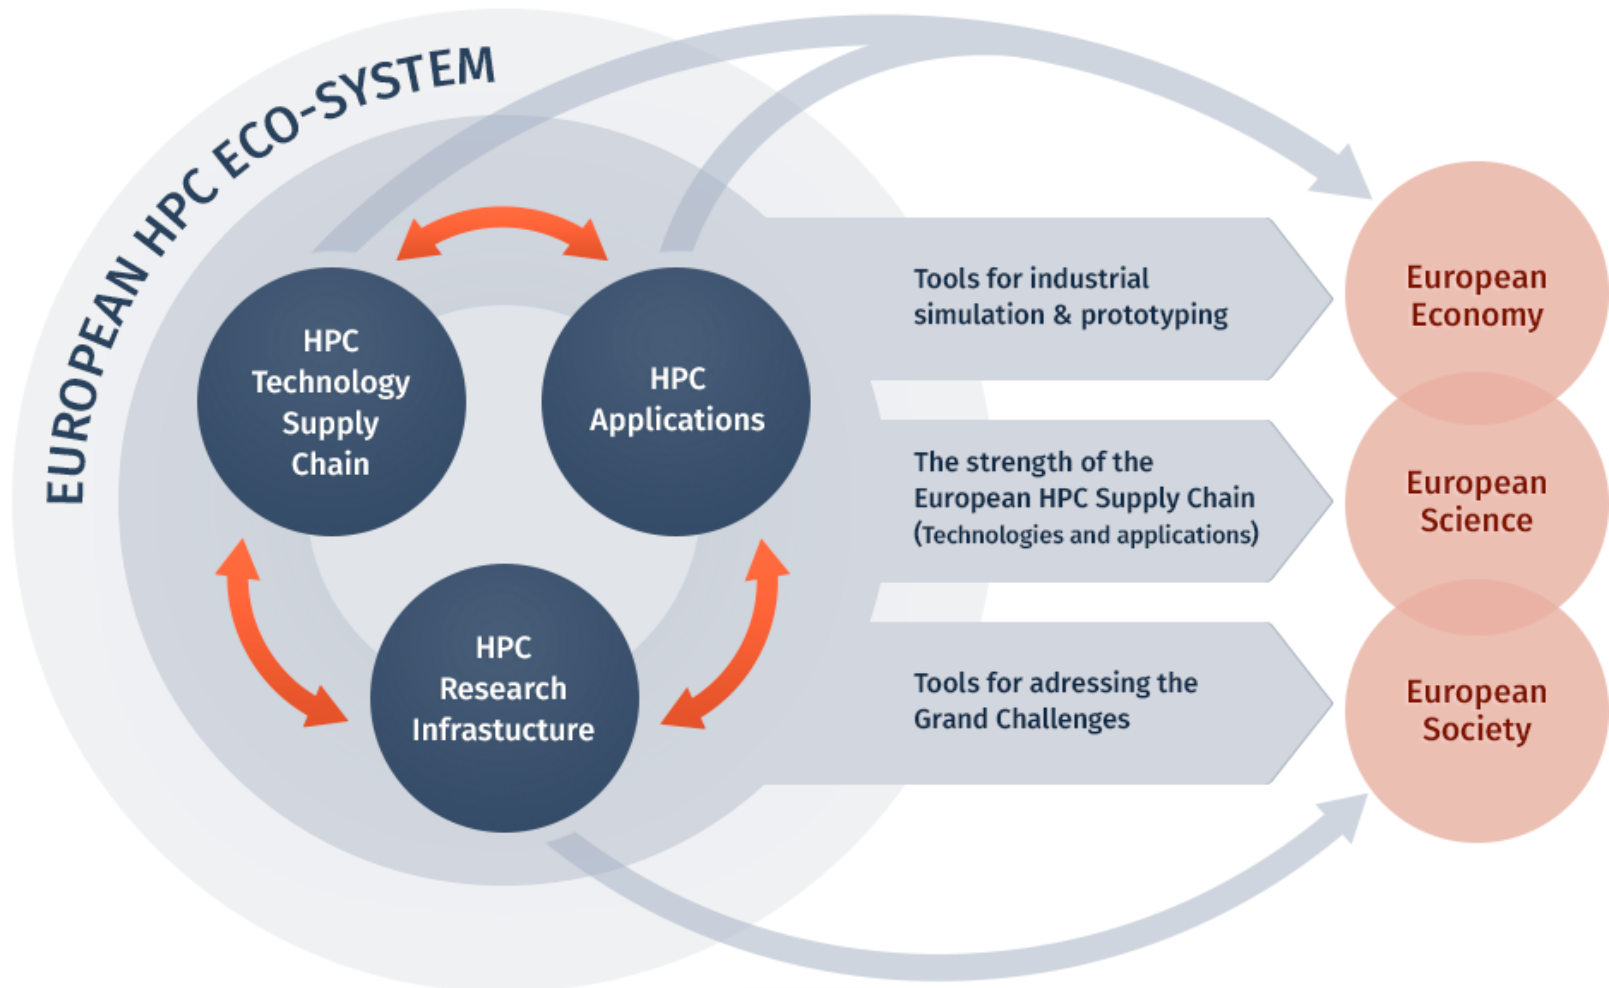 EUROPEAN HPC ECO-SYSTEM
HPC
Technology
Supply
Chain
HPC
Applications
HPC
Research
Infrastucture
Tools for industrial
simulation & prototyping
The strength of the
European HPC Supply Chain
(Technologies and applications)
Tools for adressing the
Grand Challenges
European
Economy
European
Science
European
Society